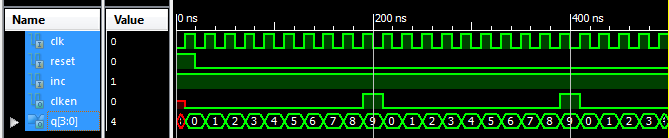 Name Value 0 ns 200 ns 400 ns
clk 0
reset 0
inc 1
clken 0
q[3:0] 4 0 1 2 3 4 5 6 7 8 9 0 1 2 3 4 5 6 7 8 9 0 1 2 3